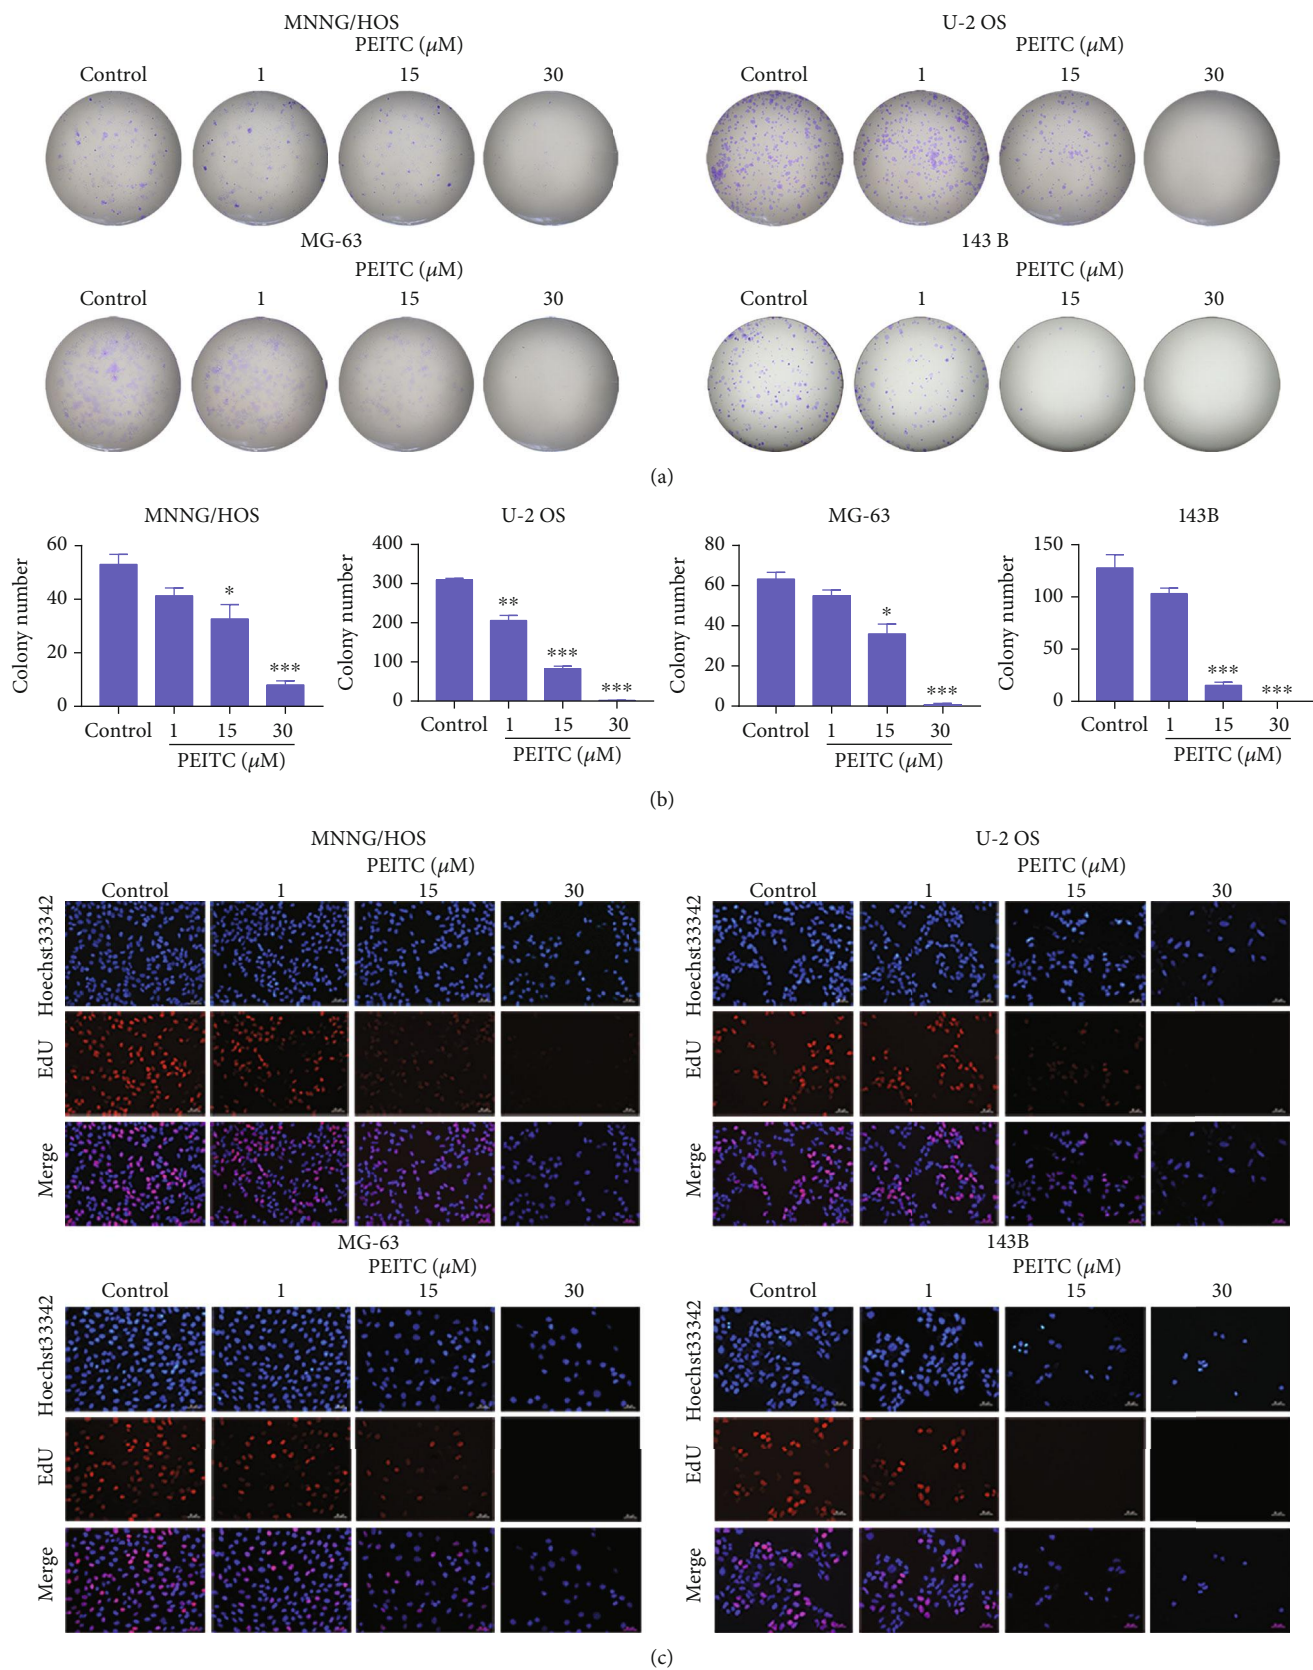 MNNG/HOS
PEITC (μM)
Control 1 15 30
U-2 OS
PEITC (μM)
Control 1 15 30
MG-63
PEITC (μM)
Control 1 15 30
143 B
PEITC (μM)
Control 1 15 30
(a)
MNNG/HOS
Colony number
60
40
20
0
*
***
Control 1 15 30
PEITC (μM)
U-2 OS
Colony number
400
300
200
100
0
**
***
***
Control 1 15 30
PEITC (μM)
MG-63
Colony number
80
60
40
20
0
*
***
Control 1 15 30
PEITC (μM)
143B
Colony number
150
100
50
0
***
***
Control 1 15 30
PEITC (μM)
(b)
MNNG/HOS
PEITC (μM)
Control 1 15 30
Hoechst33342
EdU
Merge
U-2 OS
PEITC (μM)
Control 1 15 30
Hoechst33342
EdU
Merge
MG-63
PEITC (μM)
Control 1 15 30
Hoechst33342
EdU
Merge
143B
PEITC (μM)
Control 1 15 30
Hoechst33342
EdU
Merge
(c)